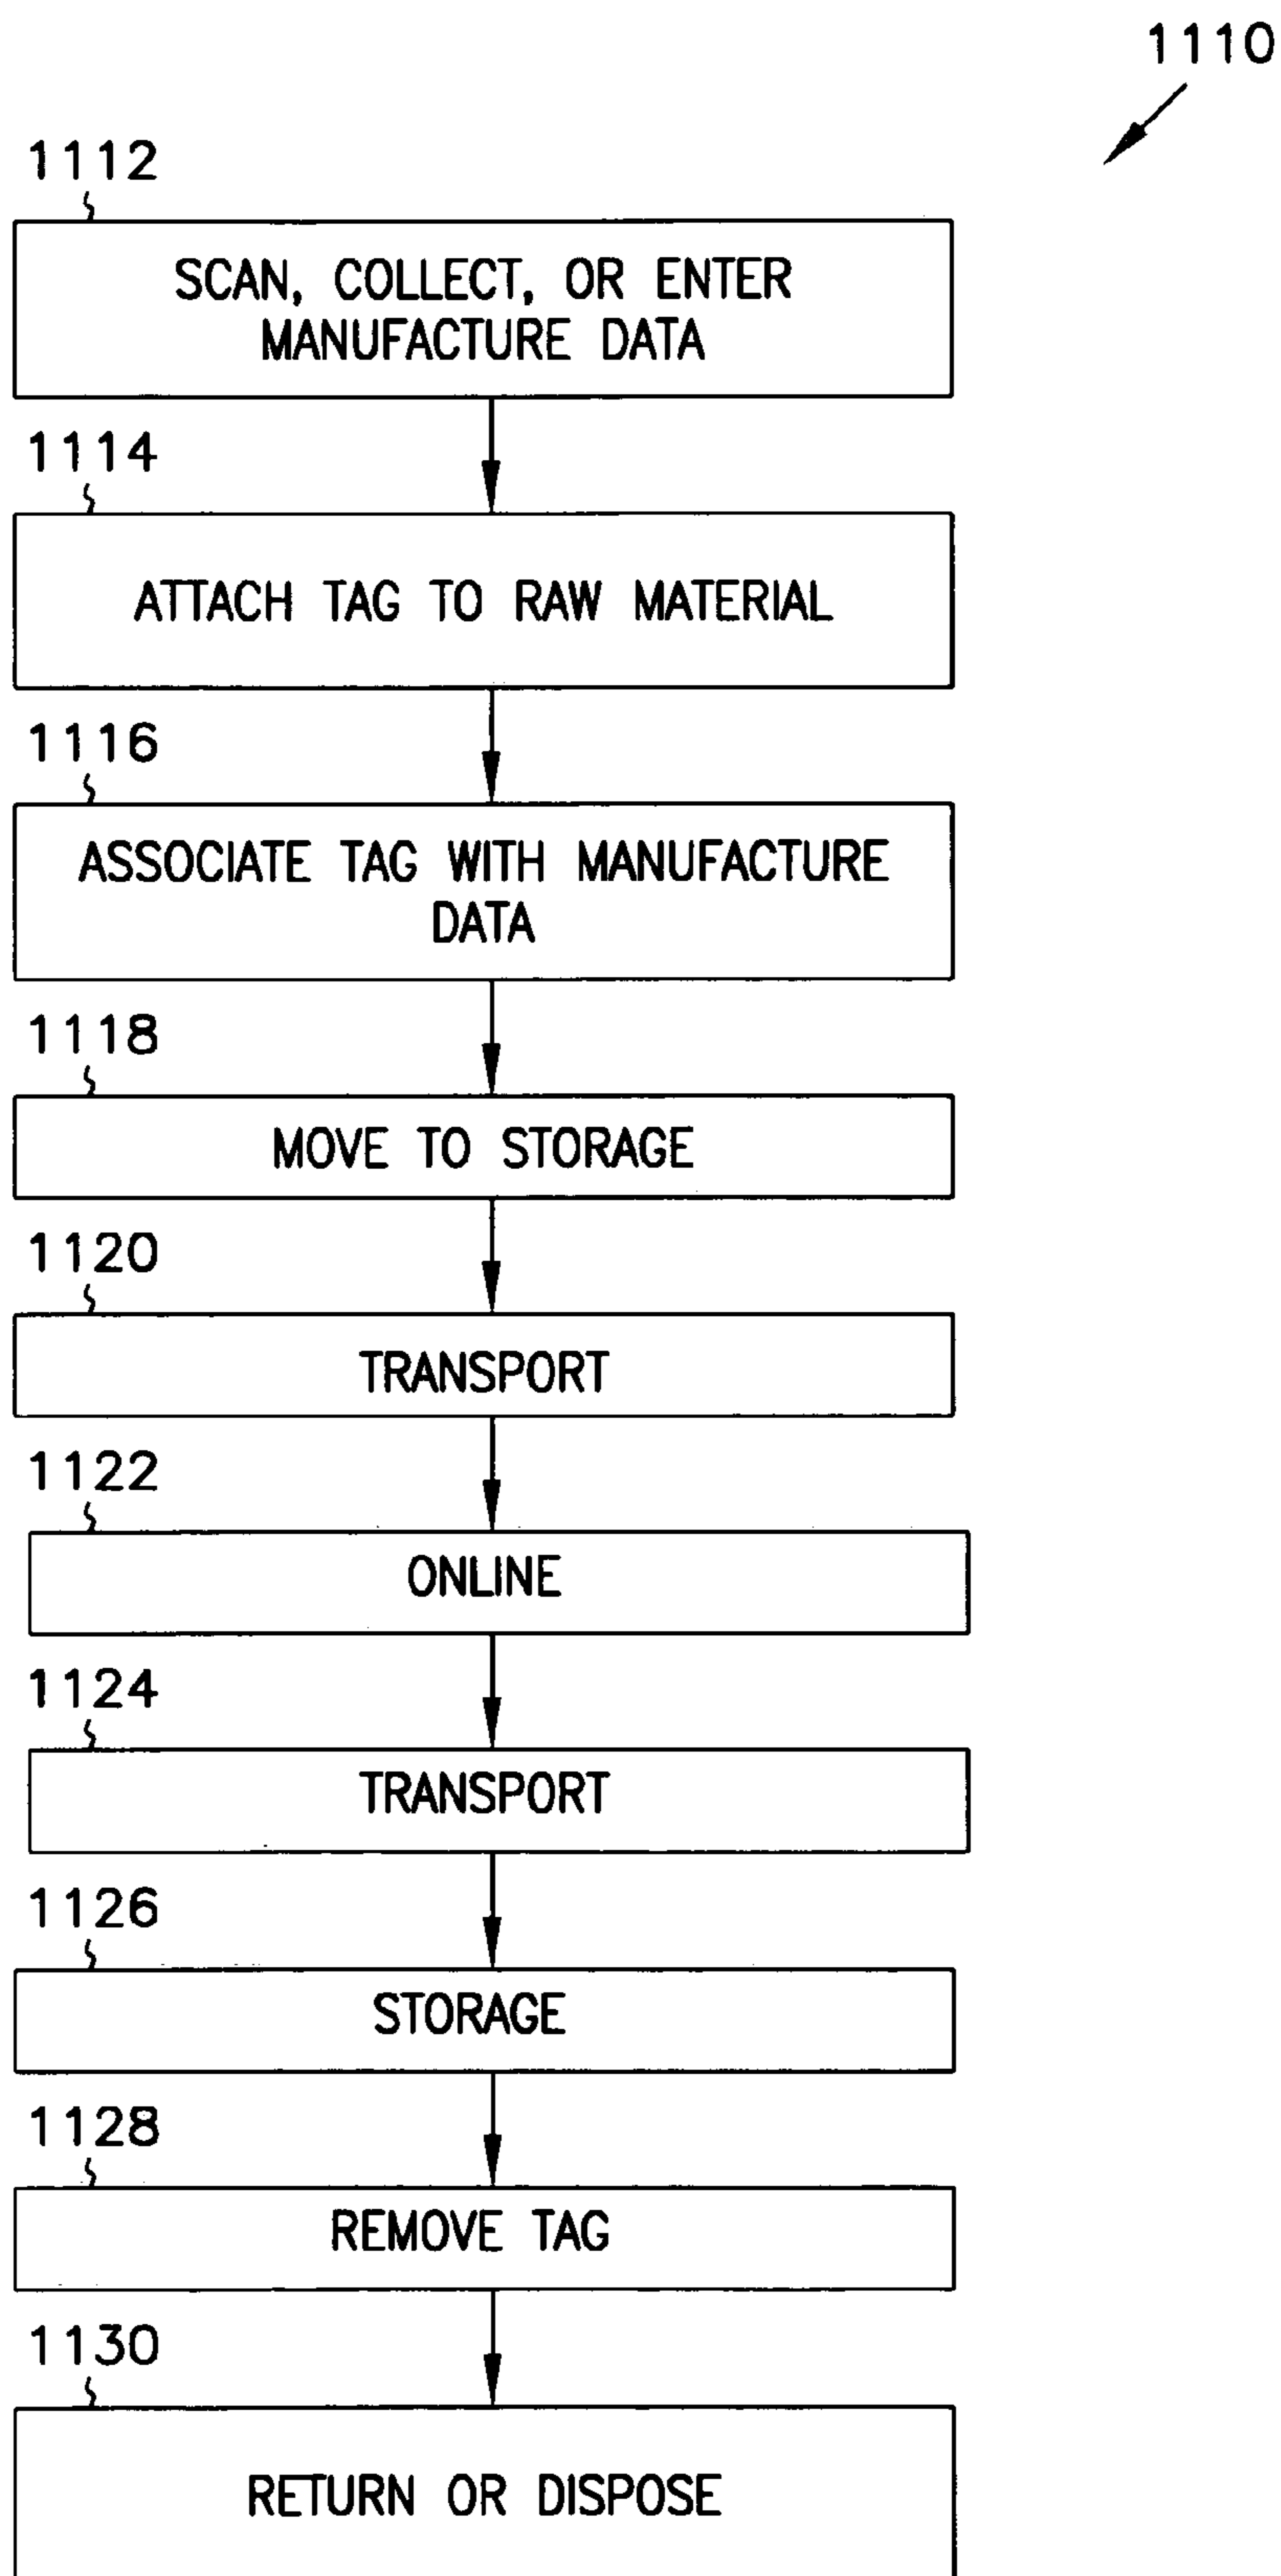 1110
1112
SCAN, COLLECT, OR ENTER
MANUFACTURE DATA
1114
ATTACH TAG TO RAW MATERIAL
1116
ASSOCIATE TAG WITH MANUFACTURE
DATA
1118
MOVE TO STORAGE
1120
TRANSPORT
1122
ONLINE
1124
TRANSPORT
1126
STORAGE
1128
REMOVE TAG
1130
RETURN OR DISPOSE